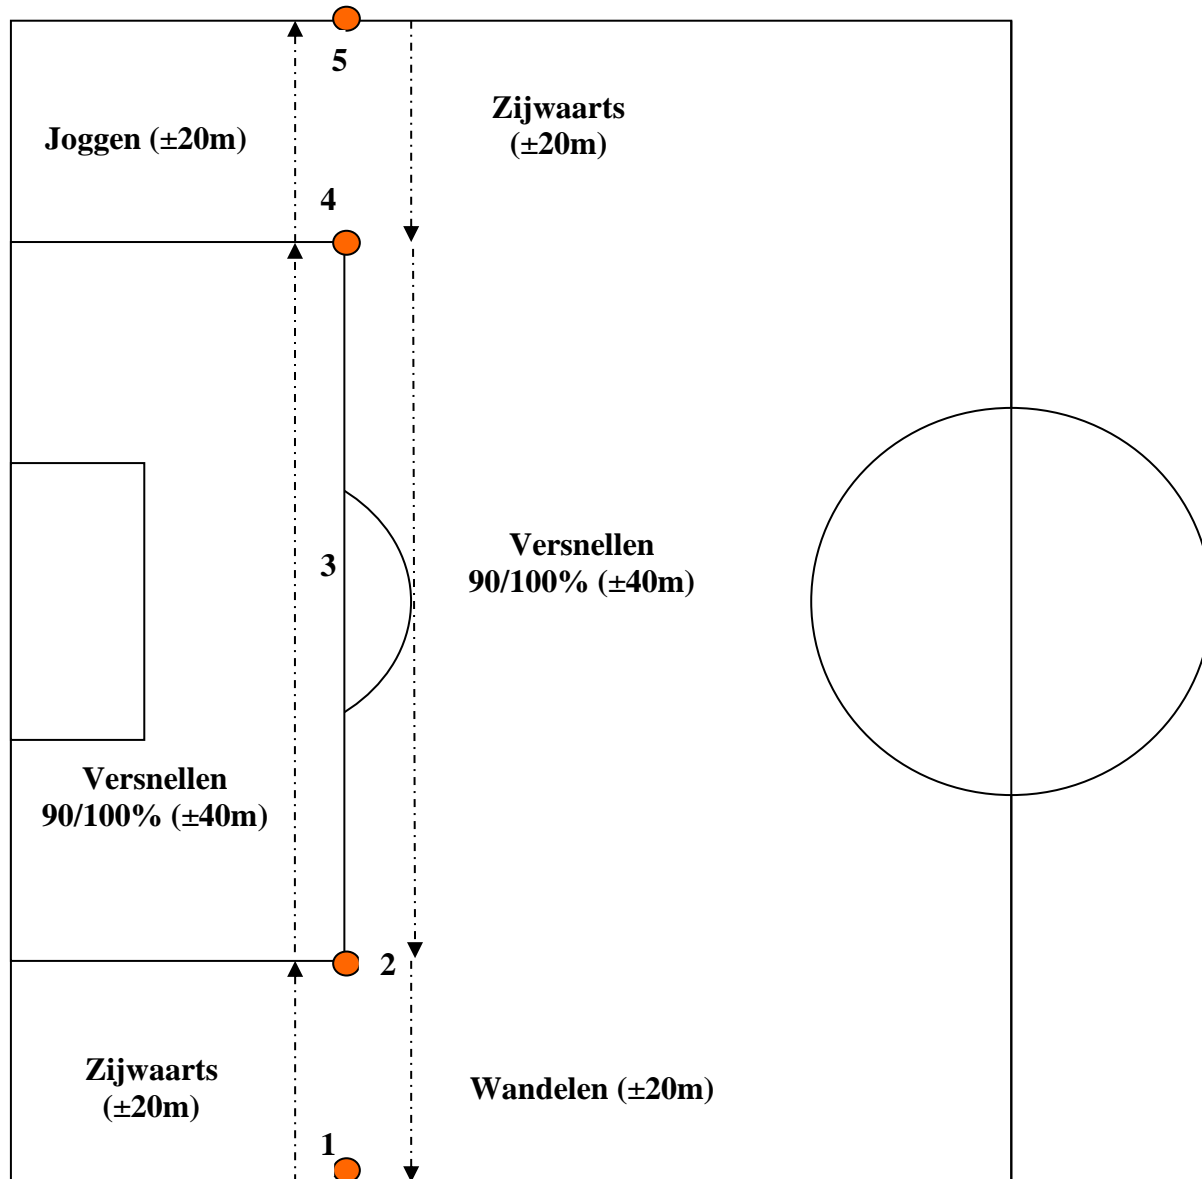 5
Zijwaarts
(±20m)
Joggen (±20m)
4
Versnellen
90/100% (±40m)
3
Versnellen
90/100% (±40m)
2
Zijwaarts
(±20m)
Wandelen (±20m)
1